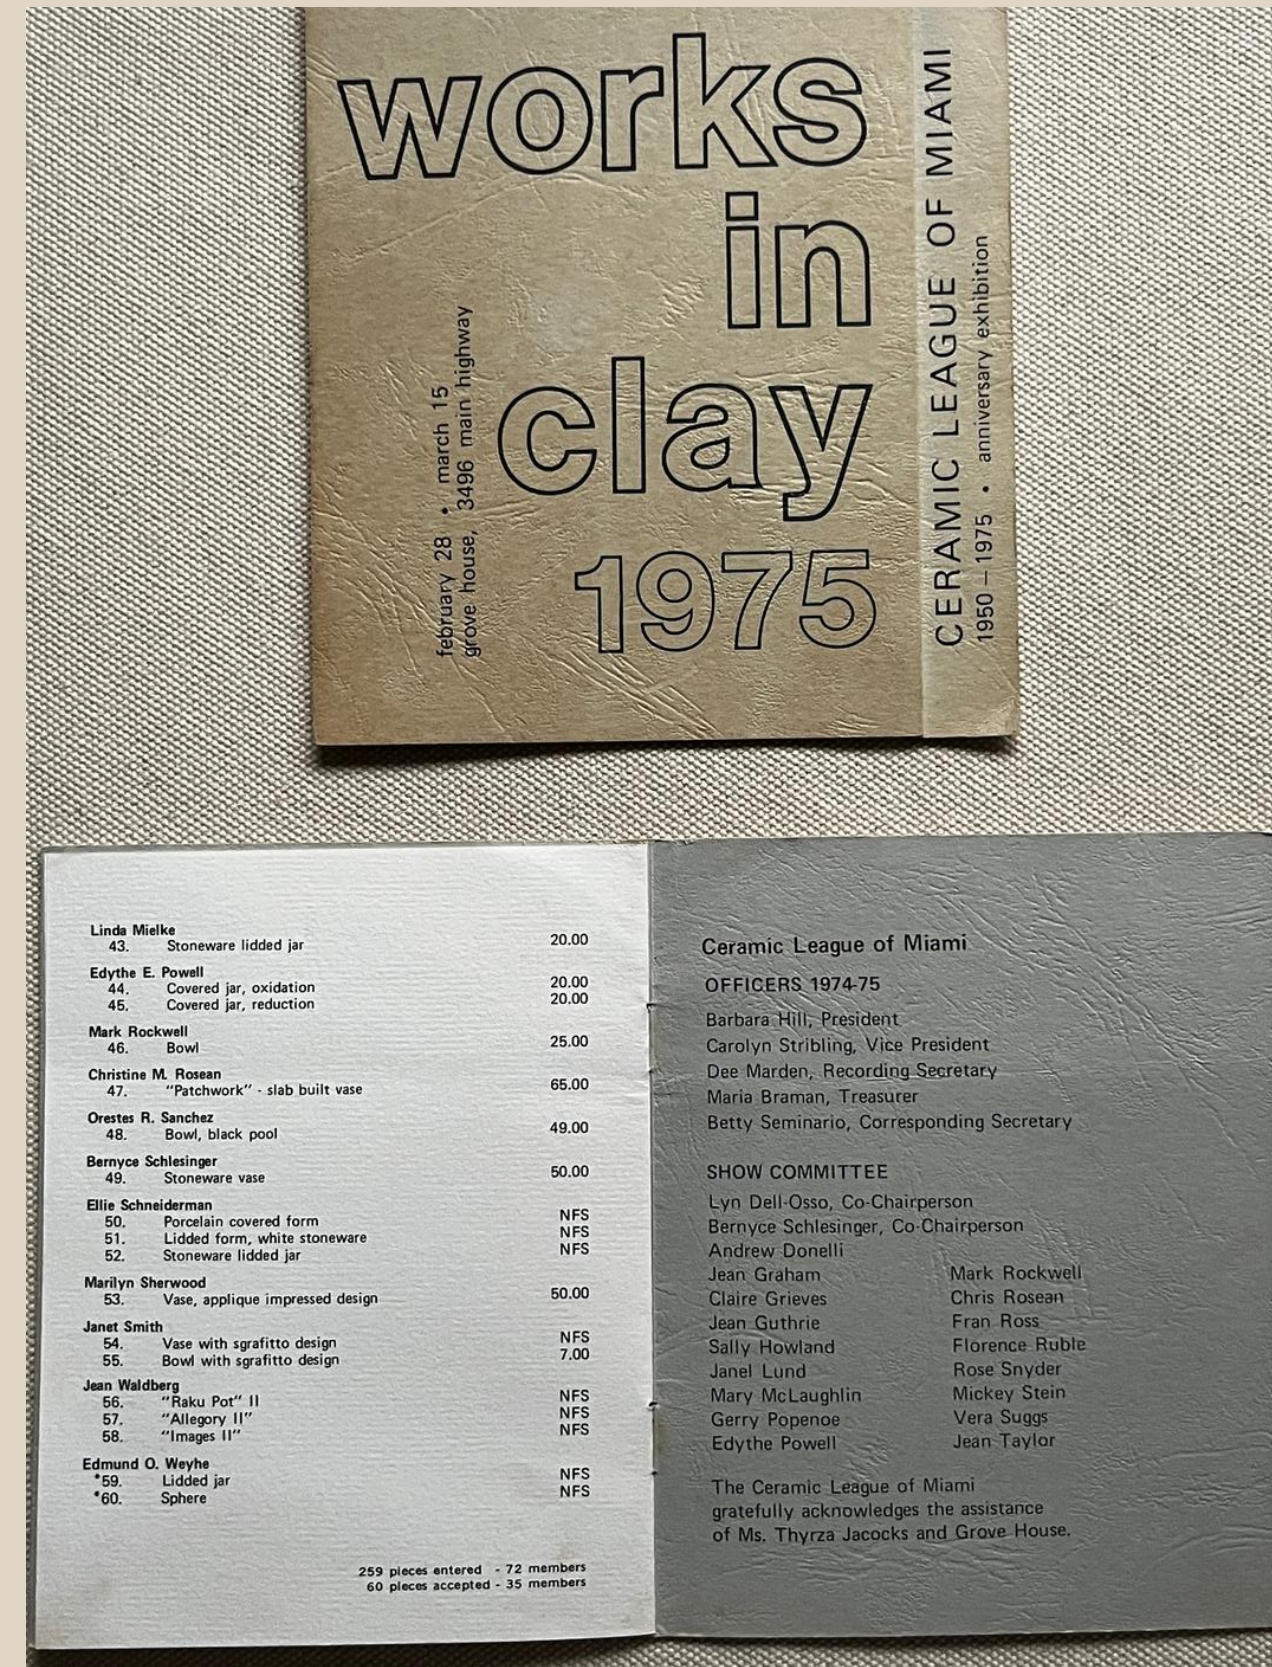 works
in
clay
1975
february 28 • march 15
grove house, 3496 main highway
CERAMIC LEAGUE OF MIAMI
1950 – 1975 • anniversary exhibition
Linda Mielke
43. Stoneware lidded jar 20.00
Edythe E. Powell
44. Covered jar, oxidation 20.00
45. Covered jar, reduction 20.00
Mark Rockwell
46. Bowl 25.00
Christine M. Rosean
47. "Patchwork" - slab built vase 65.00
Orestes R. Sanchez
48. Bowl, black pool 49.00
Bernyce Schlesinger
49. Stoneware vase 50.00
Ellie Schneiderman
50. Porcelain covered form NFS
51. Lidded form, white stoneware NFS
52. Stoneware lidded jar NFS
Marilyn Sherwood
53. Vase, applique impressed design 50.00
Janet Smith
54. Vase with sgrafitto design NFS
55. Bowl with sgrafitto design 7.00
Jean Waldberg
56. "Raku Pot" II NFS
57. "Allegory II" NFS
58. "Images II" NFS
Edmund O. Weyhe
*59. Lidded jar NFS
*60. Sphere NFS
259 pieces entered - 72 members
60 pieces accepted - 35 members
Ceramic League of Miami
OFFICERS 1974-75
Barbara Hill, President
Carolyn Stribling, Vice President
Dee Marden, Recording Secretary
Maria Braman, Treasurer
Betty Seminario, Corresponding Secretary
SHOW COMMITTEE
Lyn Dell-Osso, Co-Chairperson
Bernyce Schlesinger, Co-Chairperson
Andrew Donelli
Jean Graham
Claire Grieves
Jean Guthrie
Sally Howland
Janel Lund
Mary McLaughlin
Gerry Popenoe
Edythe Powell
Mark Rockwell
Chris Rosean
Fran Ross
Florence Ruble
Rose Snyder
Mickey Stein
Vera Suggs
Jean Taylor
The Ceramic League of Miami
gratefully acknowledges the assistance
of Ms. Thyrza Jacocks and Grove House.